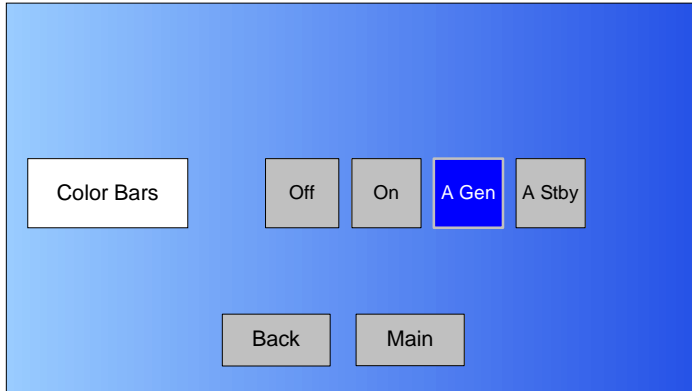 Color Bars
Off
On
A Gen
A Stby
Back
Main